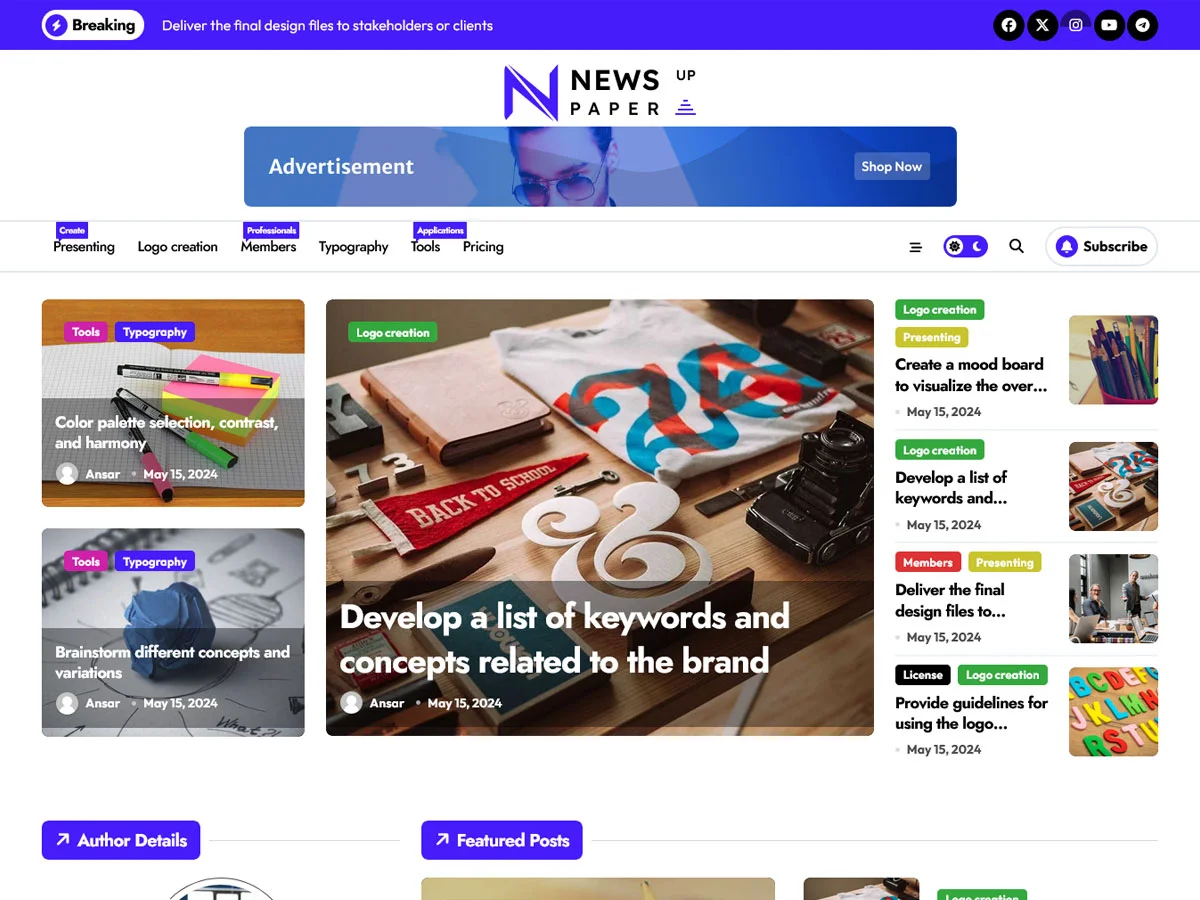 Breaking
Deliver the final design files to stakeholders or clients
NEWS UP
PAPER
Advertisement
Shop Now
Create
Professionals
Applications
Presenting
Logo creation
Members
Typography
Tools
Pricing
Subscribe
Tools
Typography
Color palette selection, contrast,
and harmony
Ansar
May 15, 2024
Tools
Typography
Brainstorm different concepts and
variations
Ansar
May 15, 2024
What?
Logo creation
BACK TO SCHOOL
Develop a list of keywords and
concepts related to the brand
Ansar
May 15, 2024
Logo creation
Presenting
Create a mood board
to visualize the over...
May 15, 2024
Logo creation
Develop a list of
keywords and...
May 15, 2024
Members
Presenting
Deliver the final
design files to...
May 15, 2024
License
Logo creation
Provide guidelines for
using the logo...
May 15, 2024
Author Details
Featured Posts
Logo creation